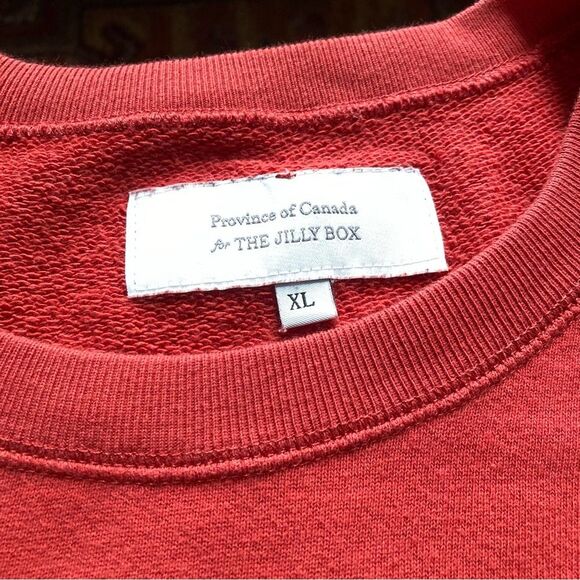 Province of Canada
for THE JILLY BOX
XL